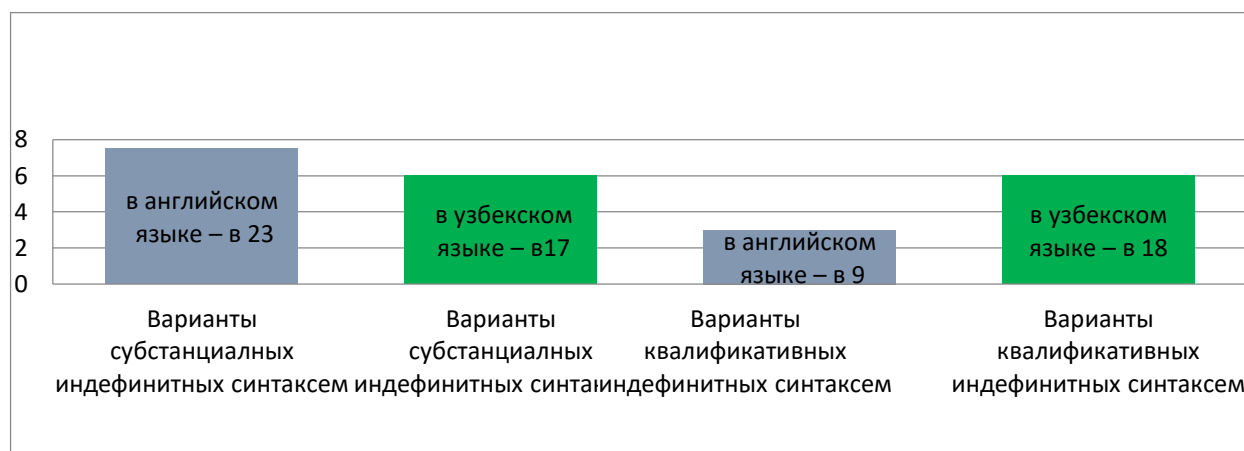 8
6
4
2
0
в английском
языке – в 23
в узбекском
языке – в17
в английском
языке – в 9
в узбекском
языке – в 18
Варианты
субстанциалных
индефинитных синтаксем
Варианты
субстанциалных
индефинитных синта
Варианты
квалификативных
индефинитных синтаксем
Варианты
квалификативных
индефинитных синтаксем